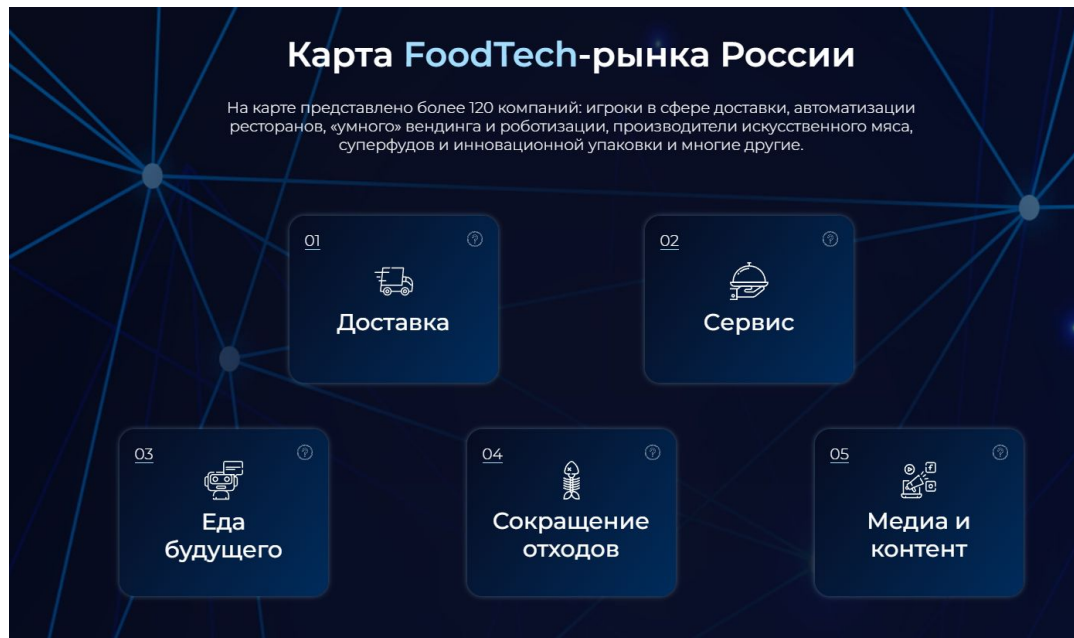 Карта FoodTech-рынка России
На карте представлено более 120 компаний: игроки в сфере доставки, автоматизации
ресторанов, «умного» вендинга и роботизации, производители искусственного мяса,
суперфудов и инновационной упаковки и многие другие.
01
?
Доставка
02
?
Сервис
03
?
Еда
будущего
04
?
Сокращение
отходов
05
?
Медиа и
контент